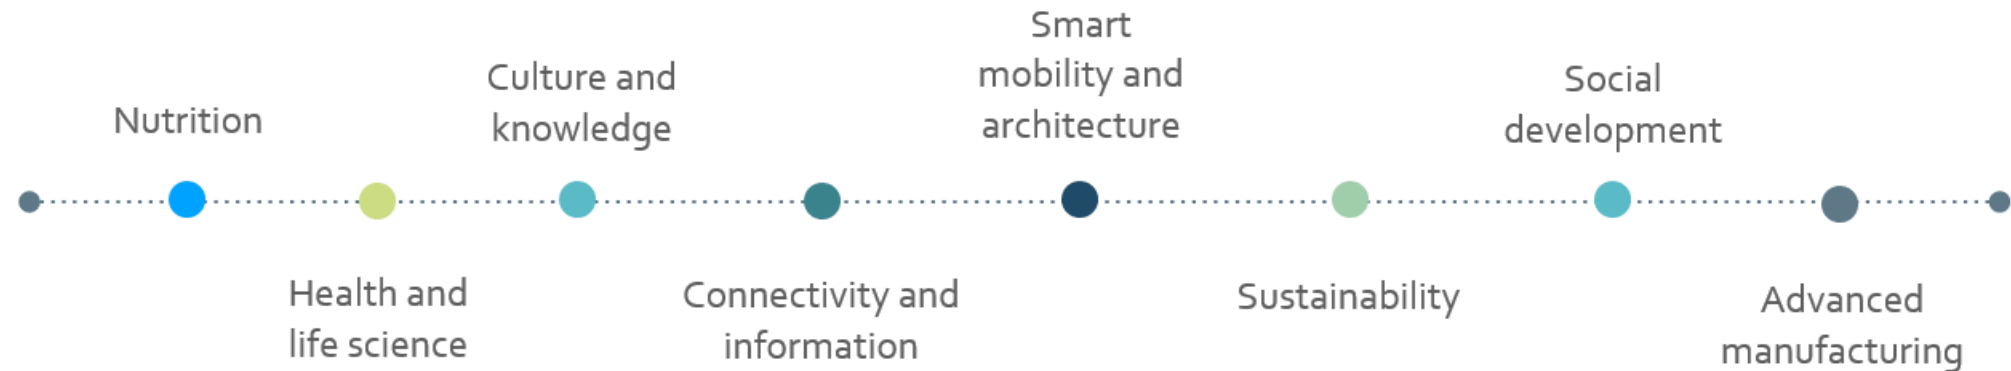 Nutrition
Health and
life science
Culture and
knowledge
Connectivity and
information
Smart
mobility and
architecture
Sustainability
Social
development
Advanced
manufacturing